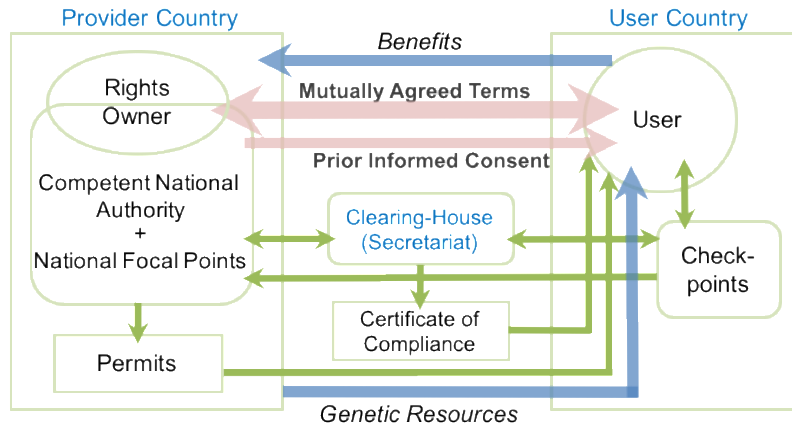 Provider Country
User Country
Benefits
Rights
Owner
Mutually Agreed Terms
User
Prior Informed Consent
Competent National
Authority
+
National Focal Points
Clearing-House
(Secretariat)
Check-
points
Certificate of
Compliance
Permits
Genetic Resources